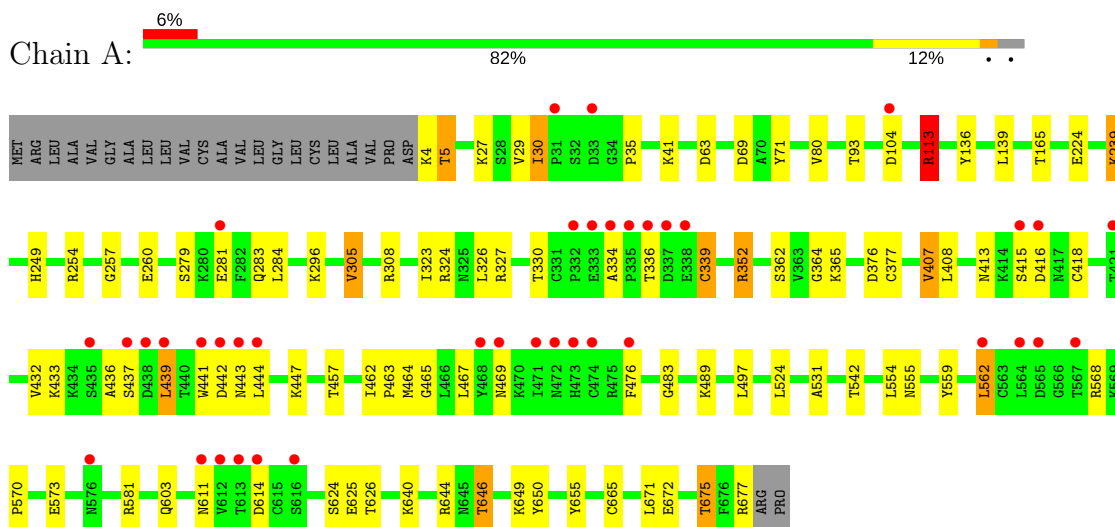 6%
Chain A:
82% 12% • •
MET ARG LEU ALA VAL GLY ALA LEU LEU VAL CYS ALA VAL LEU GLY LEU CYS LEU ALA VAL PRO ASP K4 T5 K27 S28 V29 I30 P31 S32 D33 G34 P35 K41 D63 D69 A70 Y71 V80 T93 D104 R113 Y136 L139 T165 E224 K239
H249 R254 G257 E260 S279 K280 E281 F282 Q283 L284 K296 V305 R308 I323 R324 N325 L326 R327 T330 C331 P332 E333 A334 P335 T336 D337 E338 C339 R352 S362 V363 G364 K365 D376 C377 V407 L408 N413 K414 S415 D416 N417 C418 T421
V432 K433 K434 S435 A436 S437 D438 L439 T440 W441 D442 N443 L444 K447 T457 I462 P463 M464 G465 L466 L467 Y468 N469 K470 I471 N472 H473 C474 R475 F476 G483 K489 L497 L524 A531 T542 L554 N555 Y559 L562 C563 L564 D565 G566 T567 R568 K569
P570 E573 N576 R581 Q603 N611 V612 T613 D614 C615 S616 S624 E625 T626 K640 R644 N645 T646 K649 Y650 Y655 C665 L671 E672 T675 F676 R677 ARG PRO